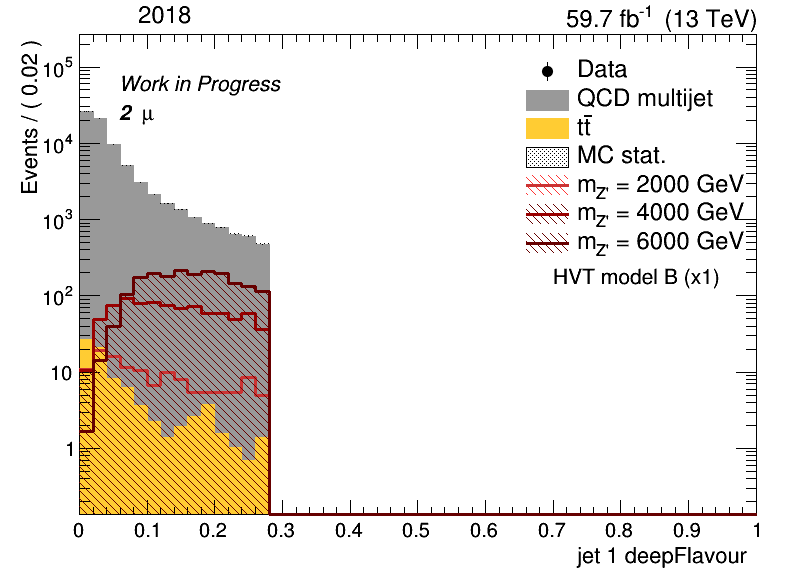 2018
59.7 fb⁻¹ (13 TeV)
Events / ( 0.02 )
10⁵
10⁴
10³
10²
10
1
Work in Progress
2 μ
Data
QCD multijet
tt̄
MC stat.
m_Z' = 2000 GeV
m_Z' = 4000 GeV
m_Z' = 6000 GeV
HVT model B (x1)
0 0.1 0.2 0.3 0.4 0.5 0.6 0.7 0.8 0.9 1
jet 1 deepFlavour